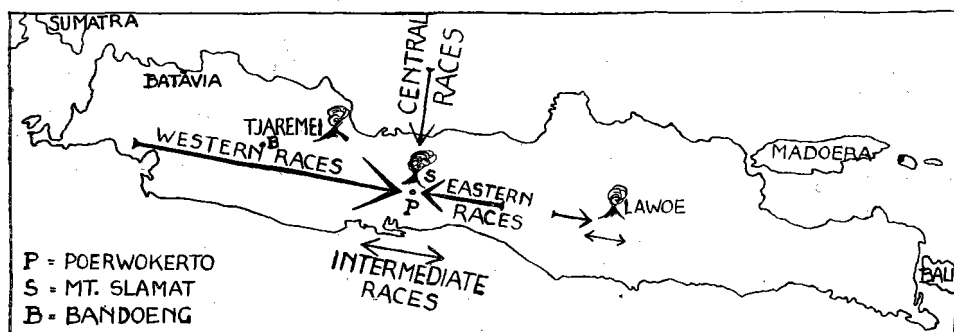 SUMATRA
BATAVIA
CENTRAL
RACES
TJAREMEI
B
WESTERN RACES
MADOERA
S
EASTERN
RACES
P
LAWOE
INTERMEDIATE
RACES
BALI
P = POERWOKERTO
S = MT. SLAMAT
B = BANDOENG